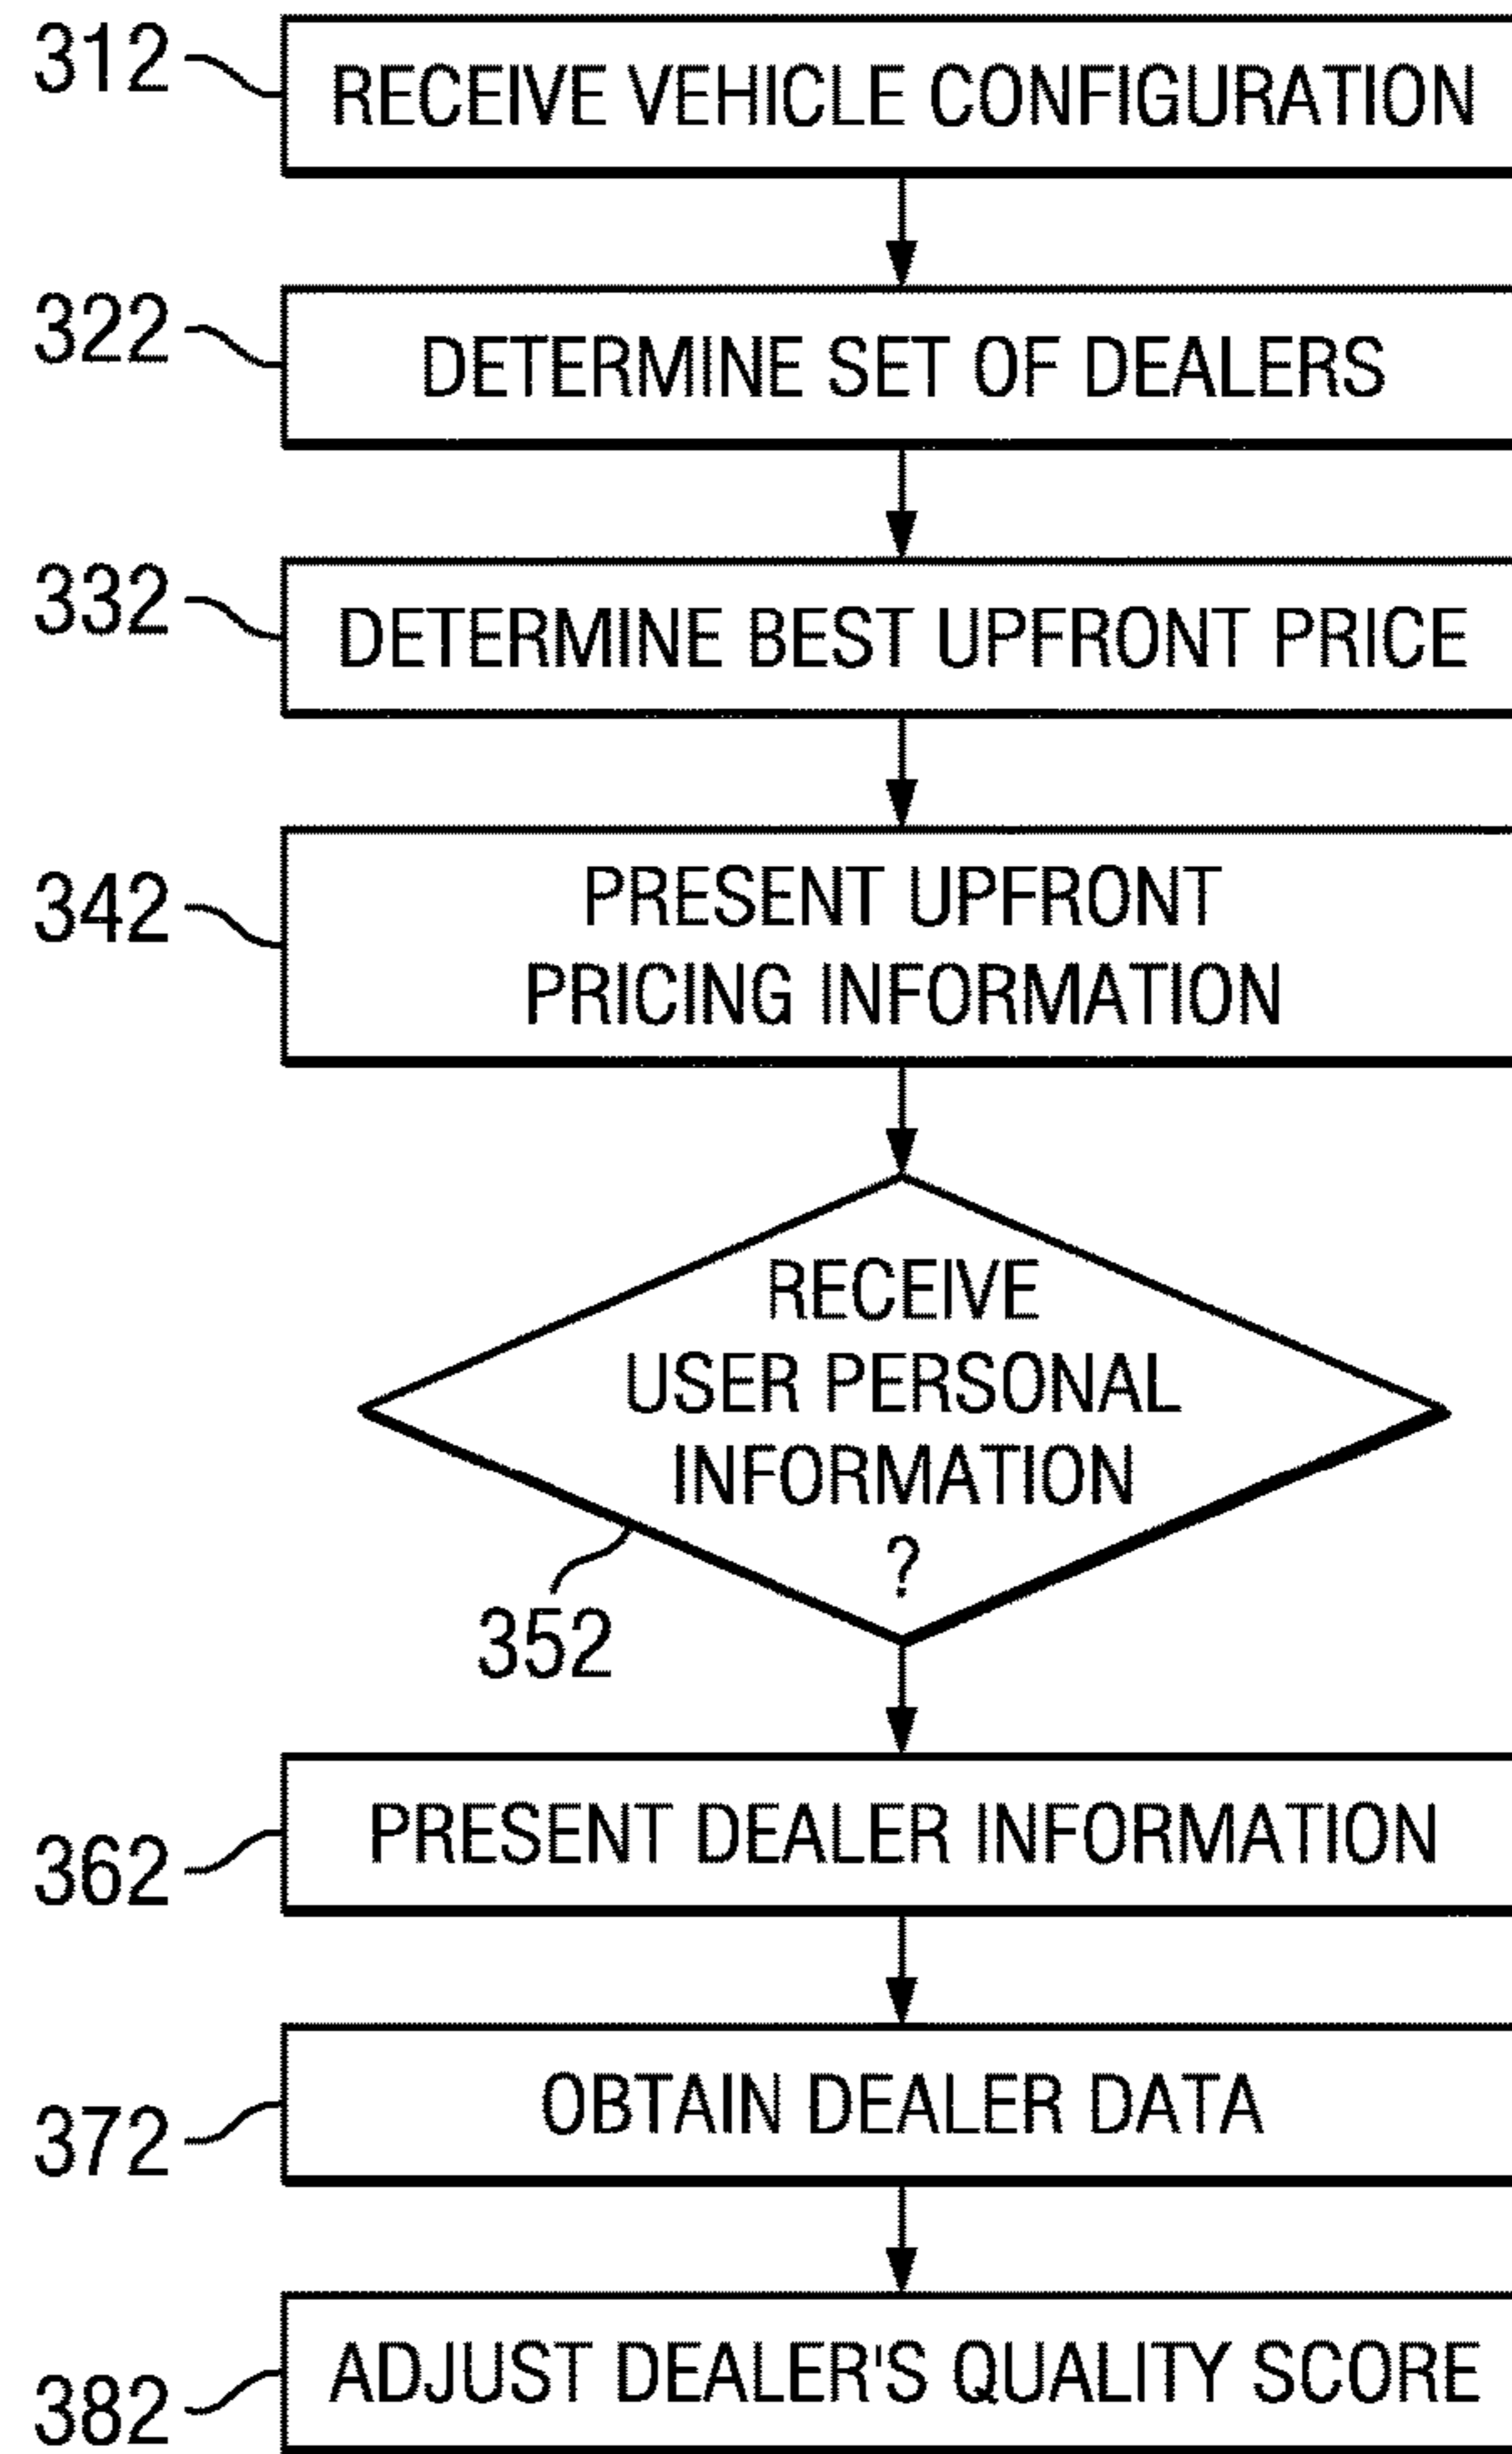 312
RECEIVE VEHICLE CONFIGURATION
322
DETERMINE SET OF DEALERS
332
DETERMINE BEST UPFRONT PRICE
342
PRESENT UPFRONT
PRICING INFORMATION
RECEIVE
USER PERSONAL
INFORMATION
?
352
362
PRESENT DEALER INFORMATION
372
OBTAIN DEALER DATA
382
ADJUST DEALER'S QUALITY SCORE